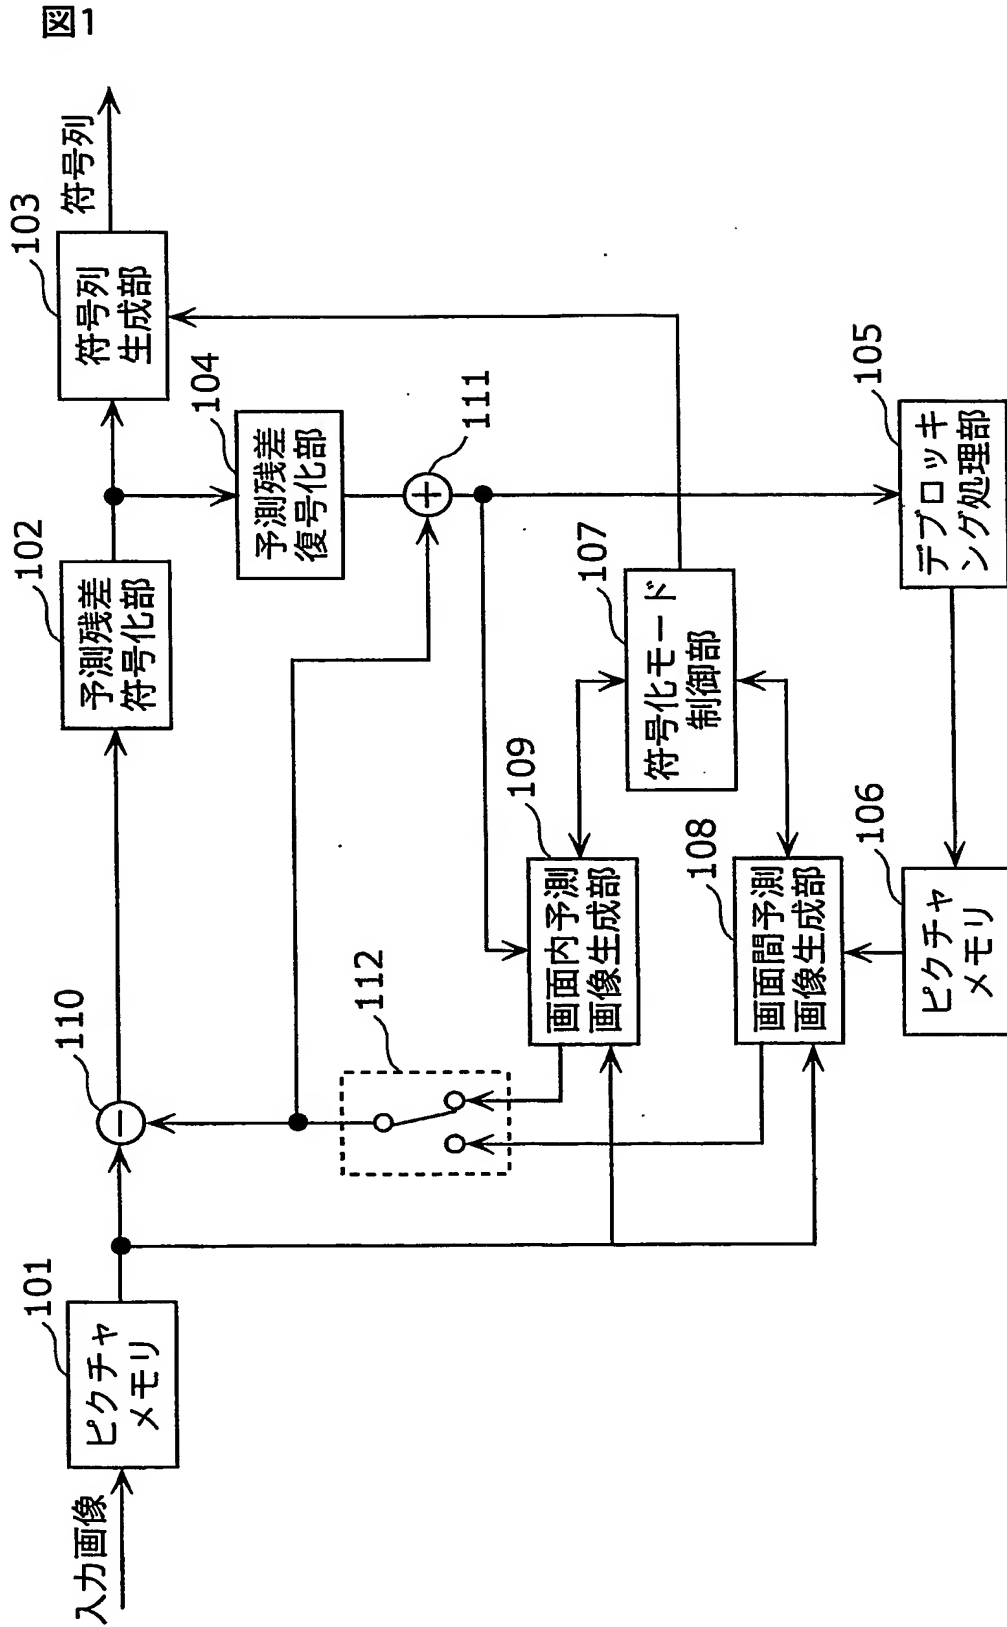 図1
入力画像
101
ピクチャ
メモリ
110
102
予測残差
符号化部
103
符号列
生成部
符号列
104
予測残差
復号化部
111
112
109
画面内予測
画像生成部
107
符号化モード
制御部
108
画面間予測
画像生成部
106
ピクチャ
メモリ
105
デブロッキ
ング処理部